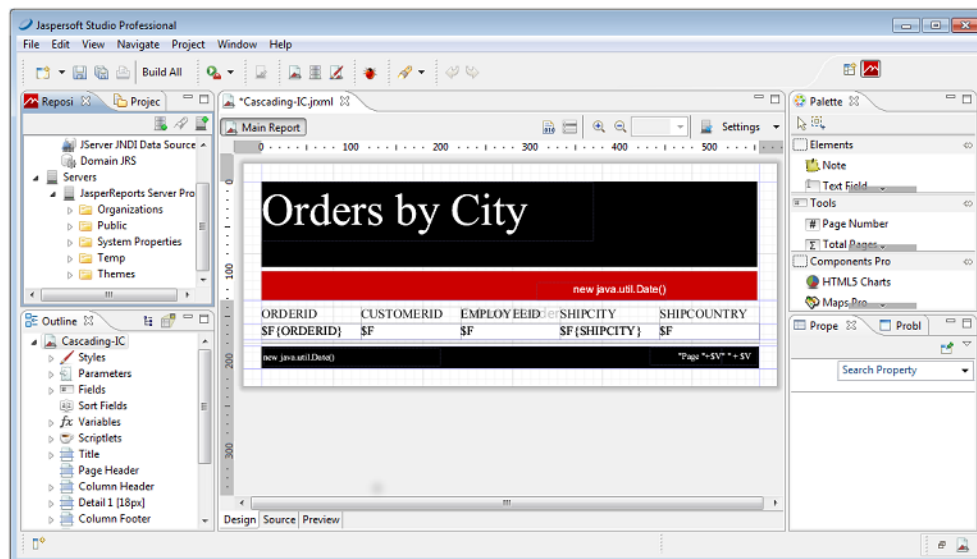 Jaspersoft Studio Professional
File Edit View Navigate Project Window Help
Build All
Reposi Projec
JServer JNDI Data Source
Domain JRS
Servers
JasperReports Server Pro
Organizations
Public
System Properties
Temp
Themes
Outline
Cascading-IC
Styles
Parameters
Fields
Sort Fields
fx Variables
Scriptlets
Title
Page Header
Column Header
Detail 1 [18px]
Column Footer
*Cascading-IC.jrxml
Main Report
Settings
0 100 200 300 400 500
0
100
200
300
Orders by City
new java.util.Date()
ORDERID CUSTOMERID EMPLOYEEID SHIPCITY SHIPCOUNTRY
$F{ORDERID} $F $F $F{SHIPCITY} $F
new java.util.Date() "Page "+$V" " + $V
Design Source Preview
Palette
Elements
Note
Text Field
Tools
# Page Number
Σ Total Pages
Components Pro
HTML5 Charts
Maps Pro
Prope Probl
Search Property